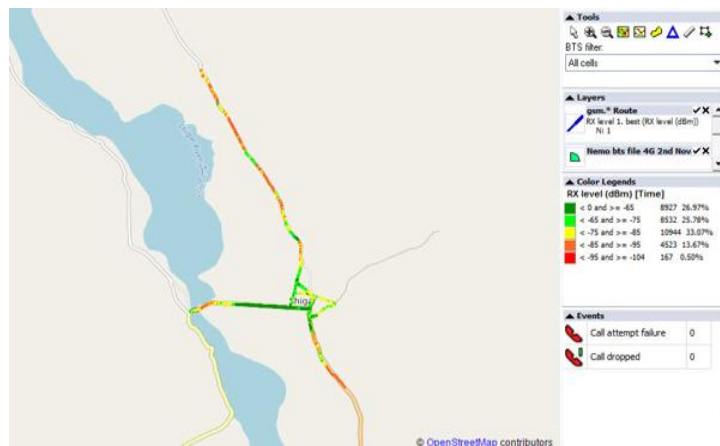 higa
© OpenStreetMap contributors
Tools
BTS filter:
All cells
Layers
gsm.* Route
RX level 1. best (RX level (dBm))
Ni 1
Nemo bts file 4G 2nd Nov
Color Legends
RX level (dBm) [Time]
< 0 and >= -65 8927 26.97%
< -65 and >= -75 8532 25.78%
< -75 and >= -85 10944 33.07%
< -85 and >= -95 4523 13.67%
< -95 and >= -104 167 0.50%
Events
Call attempt failure 0
Call dropped 0